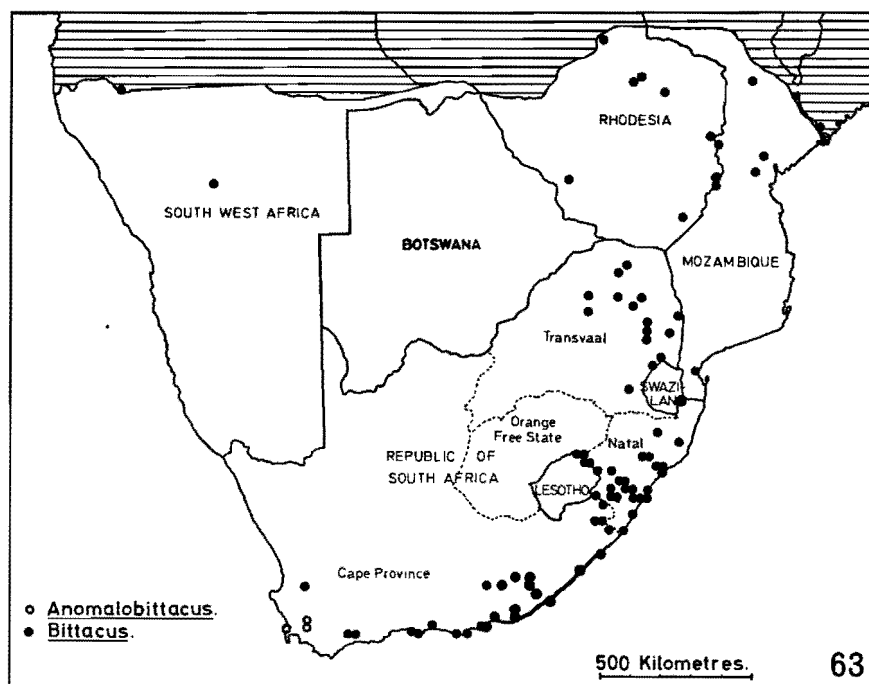 RHODESIA
SOUTH WEST AFRICA
BOTSWANA
MOZAMBIQUE
Transvaal
SWAZI-
LAN
Orange
Free State
Natal
REPUBLIC OF
SOUTH AFRICA
LESOTHO
Cape Province
Anomalobittacus.
Bittacus.
500 Kilometres.
63